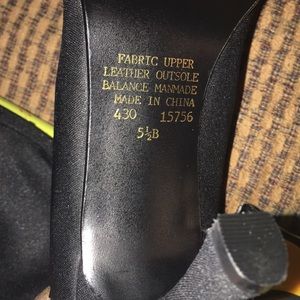 FABRIC UPPER
LEATHER OUTSOLE
BALANCE MANMADE
MADE IN CHINA
430 15756
5½B